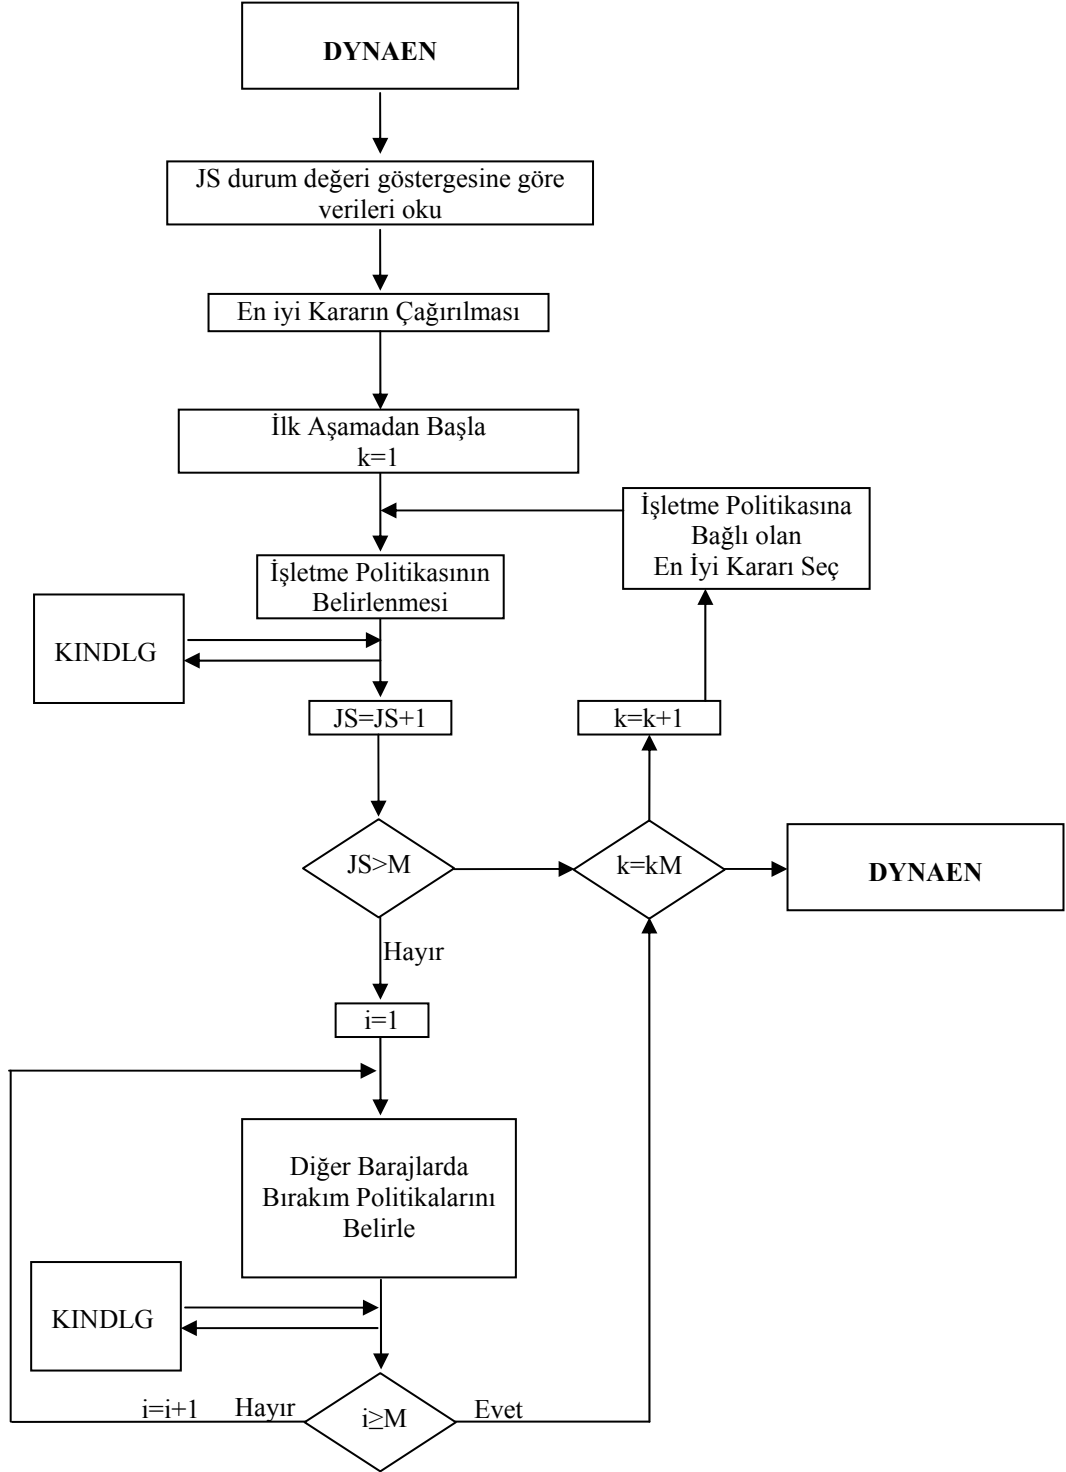 DYNAEN
JS durum değeri göstergesine göre
verileri oku
En iyi Kararın Çağırılması
İlk Aşamadan Başla
k=1
İşletme Politikasına
Bağlı olan
En İyi Kararı Seç
İşletme Politikasının
Belirlenmesi
KINDLG
JS=JS+1
k=k+1
JS>M
k=kM
DYNAEN
Hayır
i=1
Diğer Barajlarda
Bırakım Politikalarını
Belirle
KINDLG
i=i+1
Hayır
i≥M
Evet